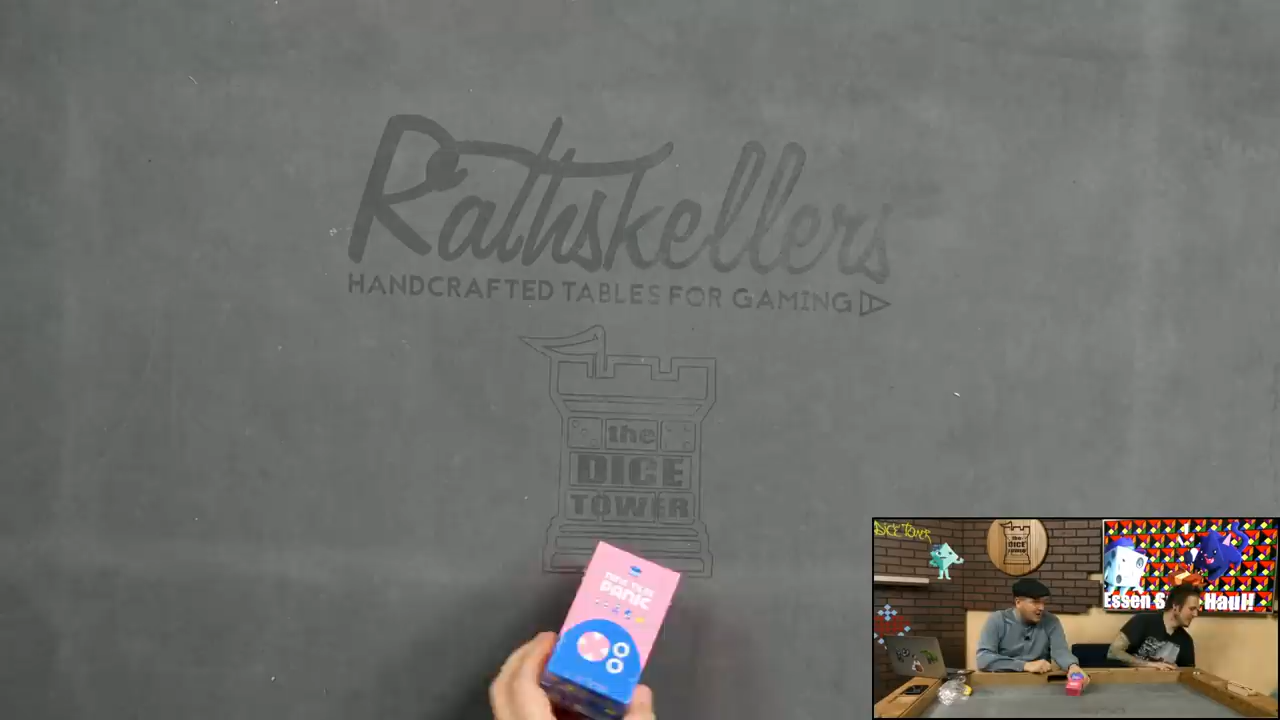 Rathskellers
HANDCRAFTED TABLES FOR GAMING
the
DICE
TOWER
PANIC
DICE TOWER
the
DICE
TOWER
Essen
HauH